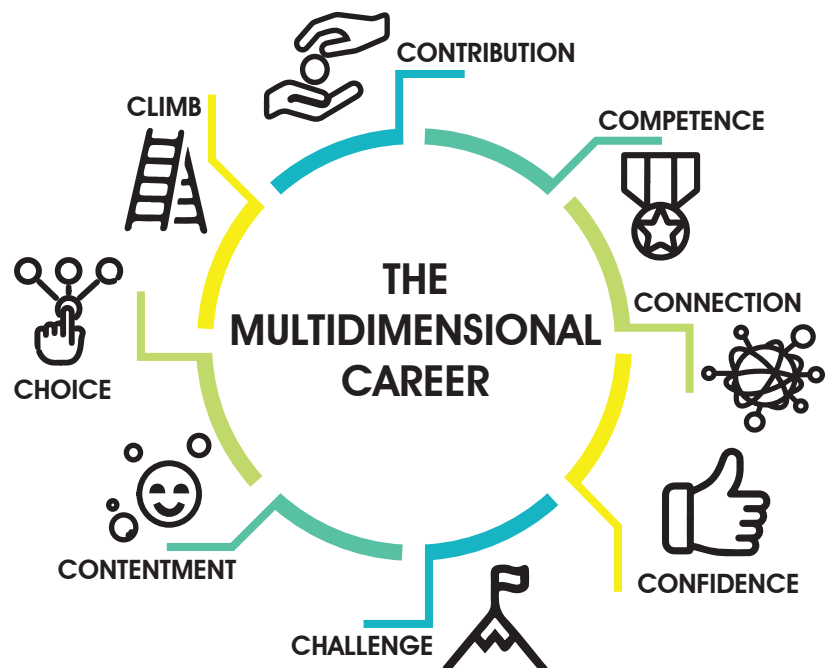 CONTRIBUTION
COMPETENCE
CONNECTION
CONFIDENCE
CHALLENGE
CONTENTMENT
CHOICE
CLIMB
THE
MULTIDIMENSIONAL
CAREER